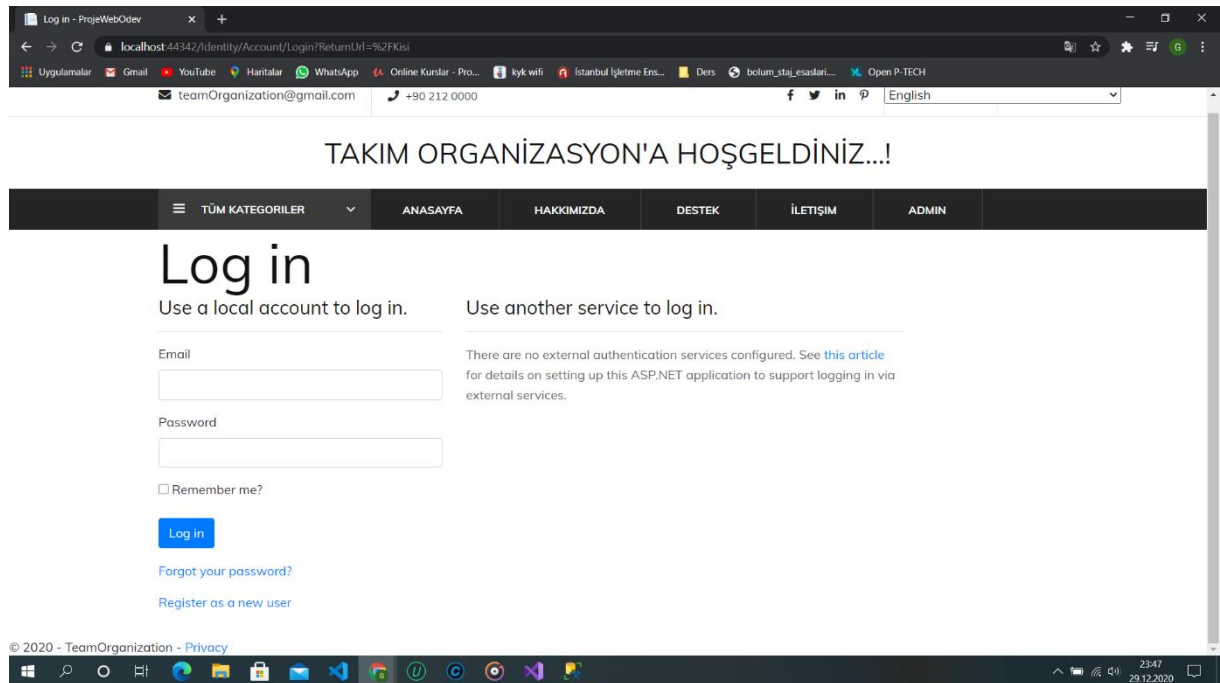 Log in - ProjeWebOdev
localhost:44342/Identity/Account/Login?ReturnUrl=%2FKisi
G
Uygulamalar Gmail YouTube Haritalar WhatsApp Online Kurslar - Pro... kyk wifi İstanbul İşletme Ens... Ders bolum_staj_esaslari.... Open P-TECH
teamOrganization@gmail.com +90 212 0000 English
TAKIM ORGANİZASYON'A HOŞGELDİNİZ...!
TÜM KATEGORILER ANASAYFA HAKKIMIZDA DESTEK İLETIŞIM ADMIN
Log in
Use a local account to log in.
Email
Password
Remember me?
Log in
Forgot your password?
Register as a new user
Use another service to log in.
There are no external authentication services configured. See this article
for details on setting up this ASP.NET application to support logging in via
external services.
© 2020 - TeamOrganization - Privacy
23:47
29.12.2020